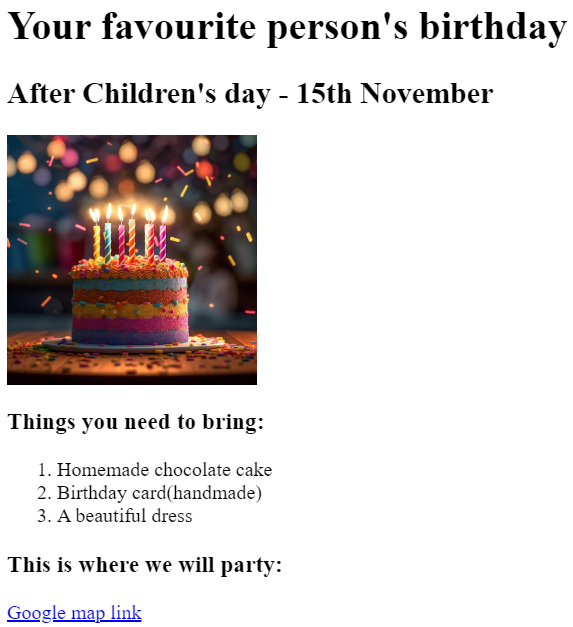 Your favourite person's birthday
After Children's day - 15th November
Things you need to bring:
1. Homemade chocolate cake
2. Birthday card(handmade)
3. A beautiful dress
This is where we will party:
Google map link